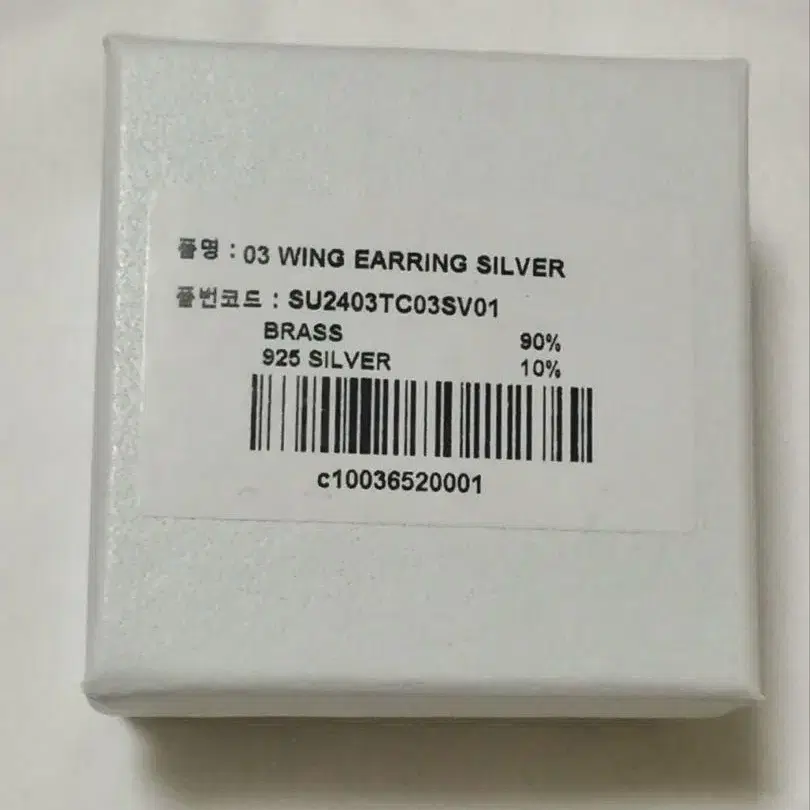 품명 : 03 WING EARRING SILVER
품번코드 : SU2403TC03SV01
BRASS 90%
925 SILVER 10%
c10036520001